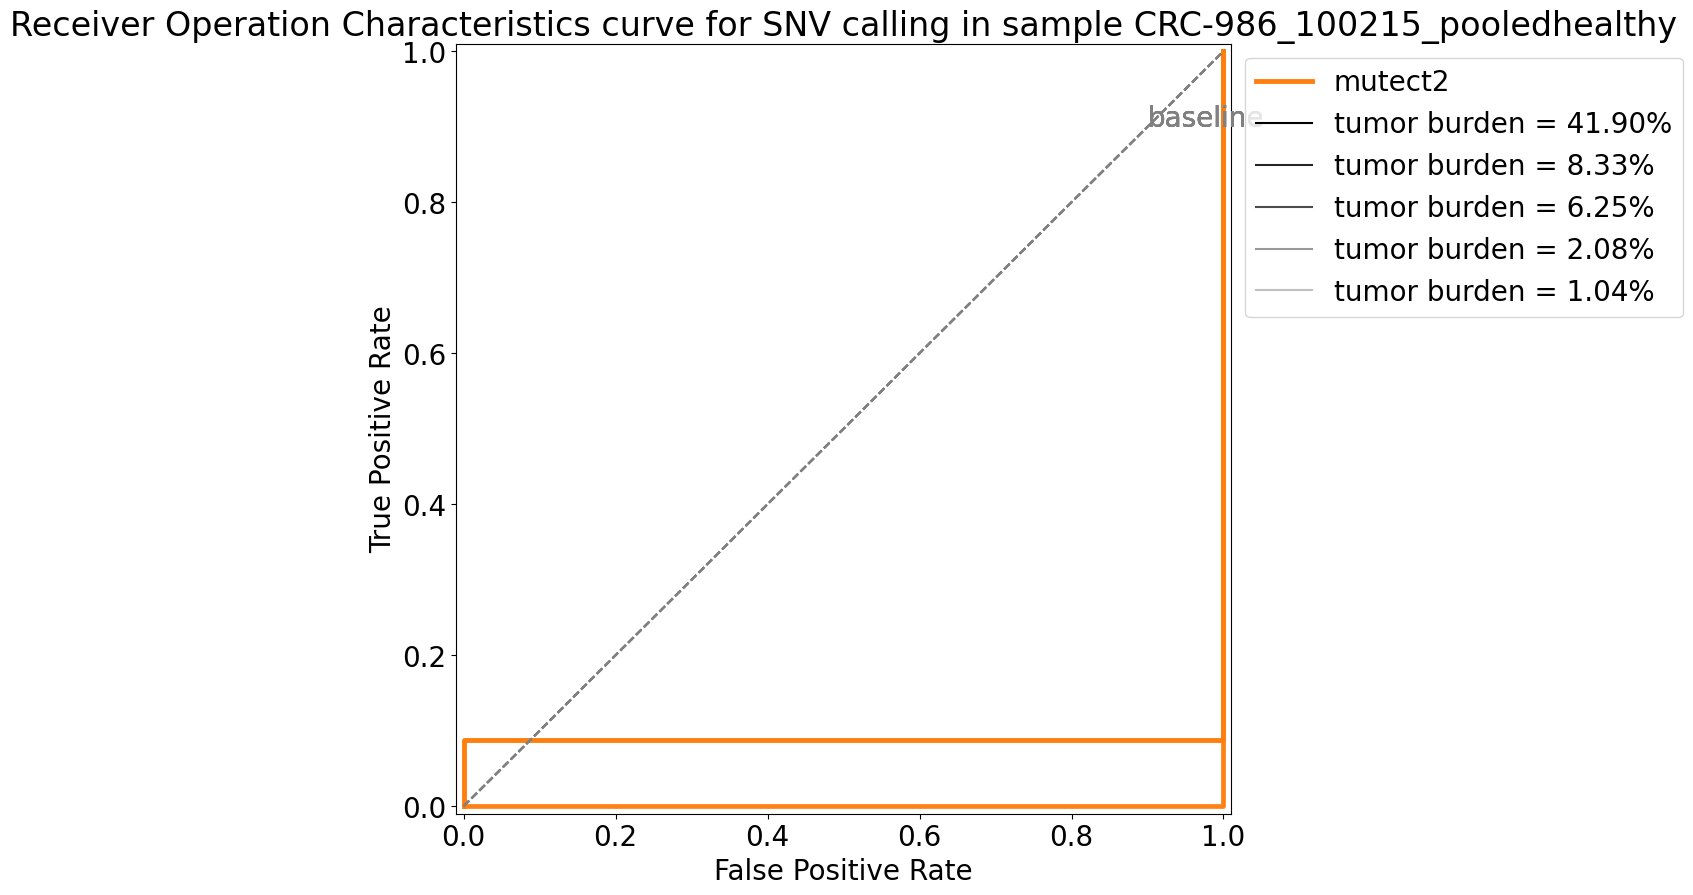 Receiver Operation Characteristics curve for SNV calling in sample CRC-986_100215_pooledhealthy
1.0
0.8
0.6
0.4
0.2
0.0
True Positive Rate
baseline
0.0 0.2 0.4 0.6 0.8 1.0
False Positive Rate
mutect2
tumor burden = 41.90%
tumor burden = 8.33%
tumor burden = 6.25%
tumor burden = 2.08%
tumor burden = 1.04%